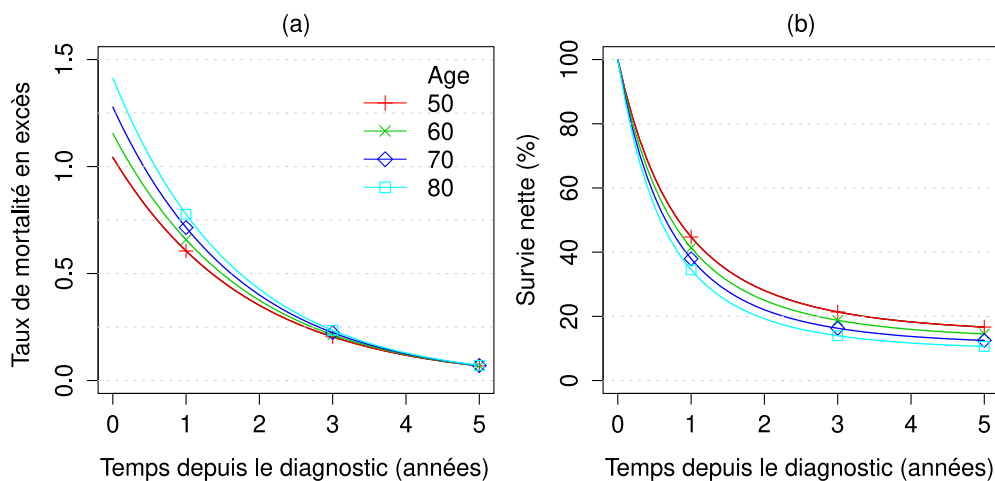 (a)
Taux de mortalité en excès
1.5
1.0
0.5
0.0
Age
50
60
70
80
0 1 2 3 4 5
Temps depuis le diagnostic (années)
(b)
Survie nette (%)
100
80
60
40
20
0
0 1 2 3 4 5
Temps depuis le diagnostic (années)